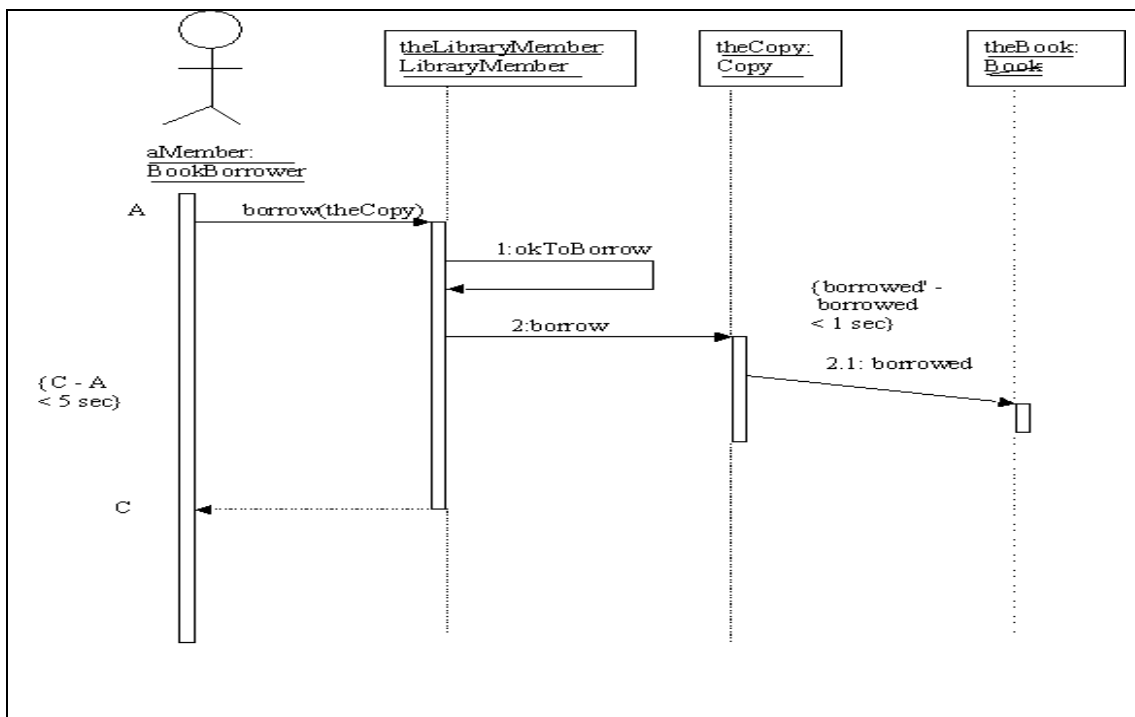 theLibraryMember:
LibraryMember
theCopy:
Copy
theBook:
Book
aMember:
BookBorrower
A
borrow(theCopy)
1:okToBorrow
{borrowed' -
borrowed
< 1 sec}
2:borrow
2.1: borrowed
{C - A
< 5 sec}
C